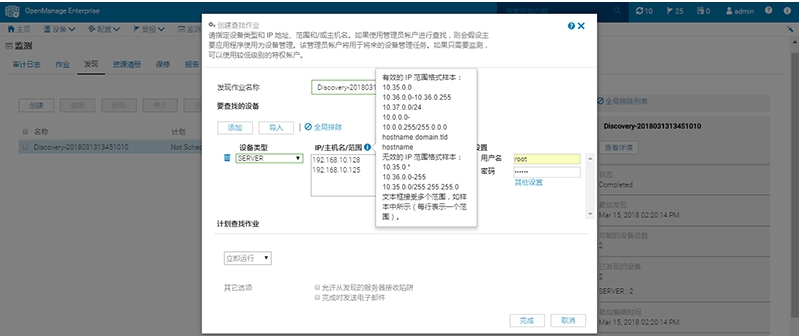 OpenManage Enterprise
10
25
0
admin
主页
设备
配置
警报
监测
审计日志
作业
发现
资源清册
保修
报告
创建
全局排除列表
名称
计划
Discovery-2018031313451010
Not Sched
创建查找作业
请指定设备类型和 IP 地址、范围和/或主机名。如果使用管理员帐户进行查找，则会假设主
要应用程序使用为设备管理。该管理员帐户将用于将来的设备管理任务。如果只需要监测，
可以使用较低级别的特权帐户。
发现作业名称
Discovery-20180313
要查找的设备
添加
导入
全局排除
设备类型
IP/主机名/范围
设置
SERVER
192.168.10.128
192.168.10.125
用户名
root
密码
••••••
其他设置
有效的 IP 范围格式样本：
10.35.0.0
10.36.0.0-10.36.0.255
10.37.0.0/24
10.0.0.0-
10.0.0.255/255.0.0.0
hostname.domain.tld
hostname
无效的 IP 范围格式样本：
10.35.0.*
10.36.0.0-255
10.35.0.0/255.255.255.0
文本框接受多个范围，如样
本中所示（每行表示一个范
围）。
计划查找作业
立即运行
其它选项
允许从发现的服务器接收陷阱
完成时发送电子邮件
完成
取消
Discovery-2018031313451010
查看详情
状态
Completed
最后发现
Mar 15, 2018 02:20:14 PM
可能的设备总数
2
已发现的设备
SERVER : 2
最后编辑时间
Mar 15, 2018 02:20:14 PM